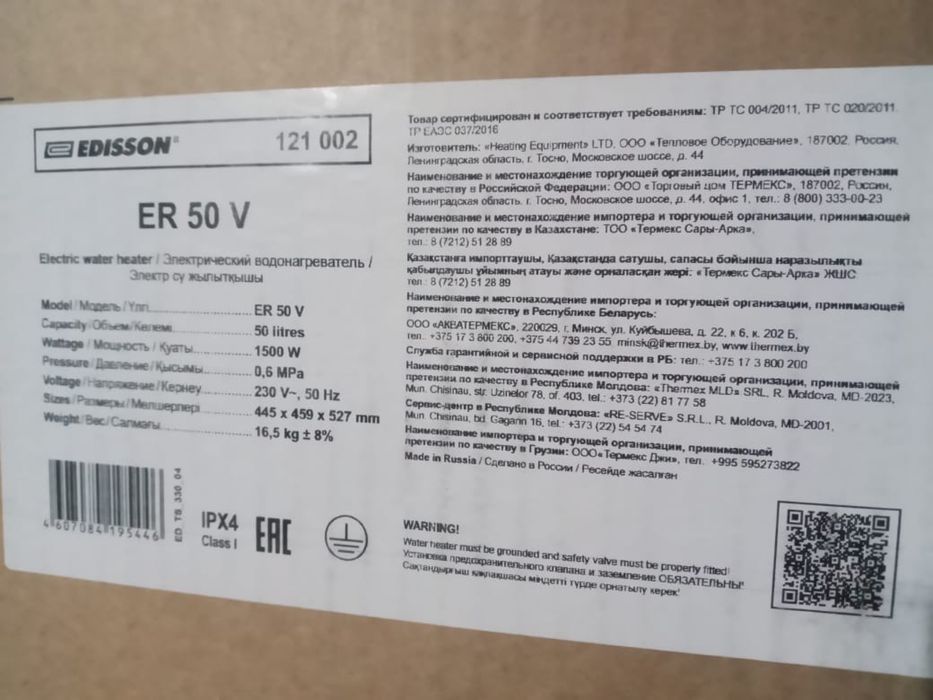 EDISSON®
121 002
ER 50 V
Electric water heater / Электрический водонагреватель /
Электр су жылытқышы
Model / Модель / Үлгі ER 50 V
Capacity / Объем / Көлемі 50 litres
Wattage / Мощность / Қуаты 1500 W
Pressure / Давление / Қысымы 0,6 MPa
Voltage / Напряжение / Кернеу 230 V~, 50 Hz
Sizes / Размеры / Мөлшерлері 445 x 459 x 527 mm
Weight / Вес / Салмағы 16,5 kg ± 8%
4 607084 195446
ED_TS_330_04
IPX4
Class I
EAC
Товар сертифицирован и соответствует требованиям: ТР ТС 004/2011, ТР ТС 020/2011,
ТР ЕАЭС 037/2016
Изготовитель: «Heating Equipment» LTD, ООО «Тепловое Оборудование», 187002, Россия,
Ленинградская область, г. Тосно, Московское шоссе, д. 44
Наименование и местонахождение торгующей организации, принимающей претензии
по качеству в Российской Федерации: ООО «Торговый дом ТЕРМЕКС», 187002, Россия,
Ленинградская область, г. Тосно, Московское шоссе, д. 44, офис 1, тел.: 8 (800) 333-00-23
Наименование и местонахождение импортера и торгующей организации, принимающей
претензии по качеству в Казахстане: ТОО «Термекс Сары-Арка»,
тел.: 8 (7212) 51 28 89
Қазақстанға импорттаушы, Қазақстанда сатушы, сапасы бойынша наразылықты
қабылдаушы ұйымның атауы және орналасқан жері: «Термекс Сары-Арка» ЖШС
тел.: 8 (7212) 51 28 89
Наименование и местонахождение импортера и торгующей организации, принимающей
претензии по качеству в Республике Беларусь:
ООО «АКВАТЕРМЕКС», 220029, г. Минск, ул. Куйбышева, д. 22, к 6, к. 202 Б,
тел.: +375 17 3 800 200, +375 44 739 23 55, minsk@thermex.by, www.thermex.by
Служба гарантийной и сервисной поддержки в РБ: тел.: +375 17 3 800 200
Наименование и местонахождение импортера и торгующей организации, принимающей
претензии по качеству в Республике Молдова: «Thermex MLD» SRL, R. Moldova, MD-2023,
Mun. Chisinau, str. Uzinelor 78, of. 403, tel.: +373 (22) 81 77 58
Сервис-центр в Республике Молдова: «RE-SERVE» S.R.L., R. Moldova, MD-2001,
Mun. Chisinau, bd. Gagarin 16, tel.: +373 (22) 54 54 74
Наименование импортера и торгующей организации, принимающей
претензии по качеству в Грузии: ООО«Термекс Джи», тел. +995 595273822
Made in Russia / Сделано в России / Ресейде жасалған
WARNING!
Water heater must be grounded and safety valve must be properly fitted!
Установка предохранительного клапана и заземление ОБЯЗАТЕЛЬНЫ!
Сақтандырғыш қақпақшасы міндетті түрде орнатылу керек!